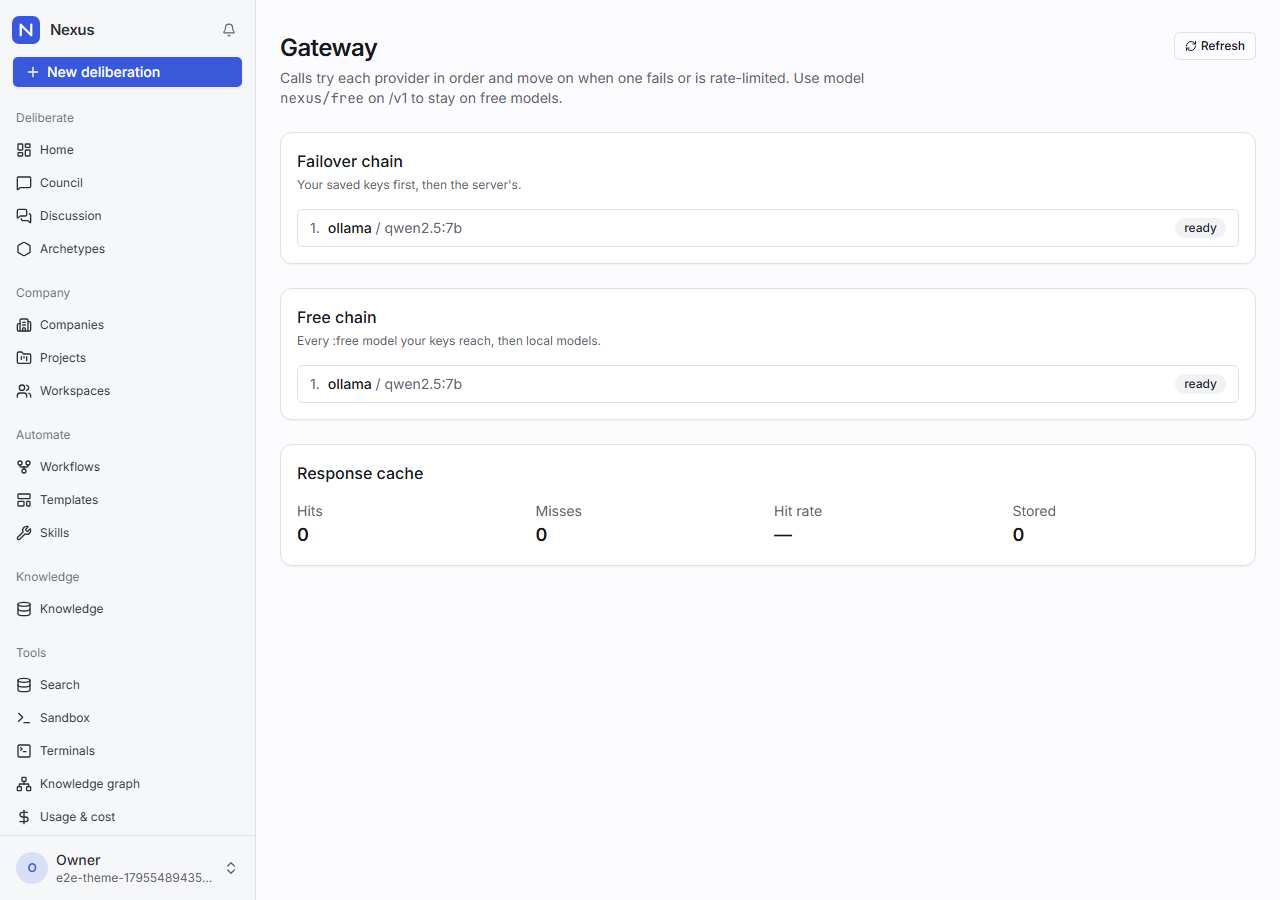 Nexus
New deliberation
Deliberate
Home
Council
Discussion
Archetypes
Company
Companies
Projects
Workspaces
Automate
Workflows
Templates
Skills
Knowledge
Knowledge
Tools
Search
Sandbox
Terminals
Knowledge graph
Usage & cost
O
Owner
e2e-theme-17955489435...
Gateway
Refresh
Calls try each provider in order and move on when one fails or is rate-limited. Use model
nexus/free on /v1 to stay on free models.
Failover chain
Your saved keys first, then the server's.
1. ollama / qwen2.5:7b ready
Free chain
Every :free model your keys reach, then local models.
1. ollama / qwen2.5:7b ready
Response cache
Hits Misses Hit rate Stored
0 0 — 0